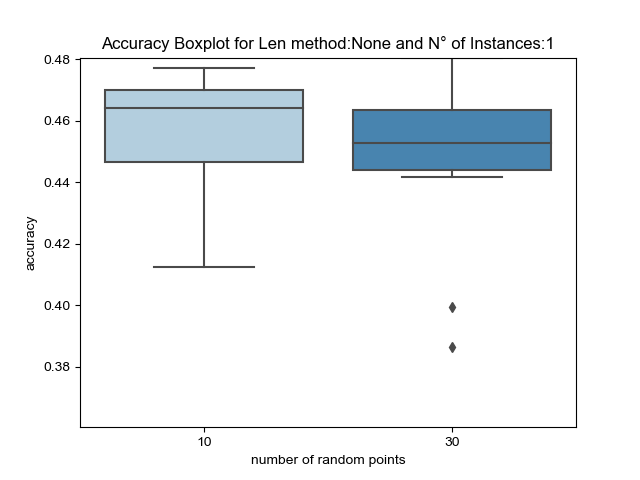 Accuracy Boxplot for Len method:None and N° of Instances:1
0.48
0.46
0.44
0.42
0.40
0.38
accuracy
10
30
number of random points